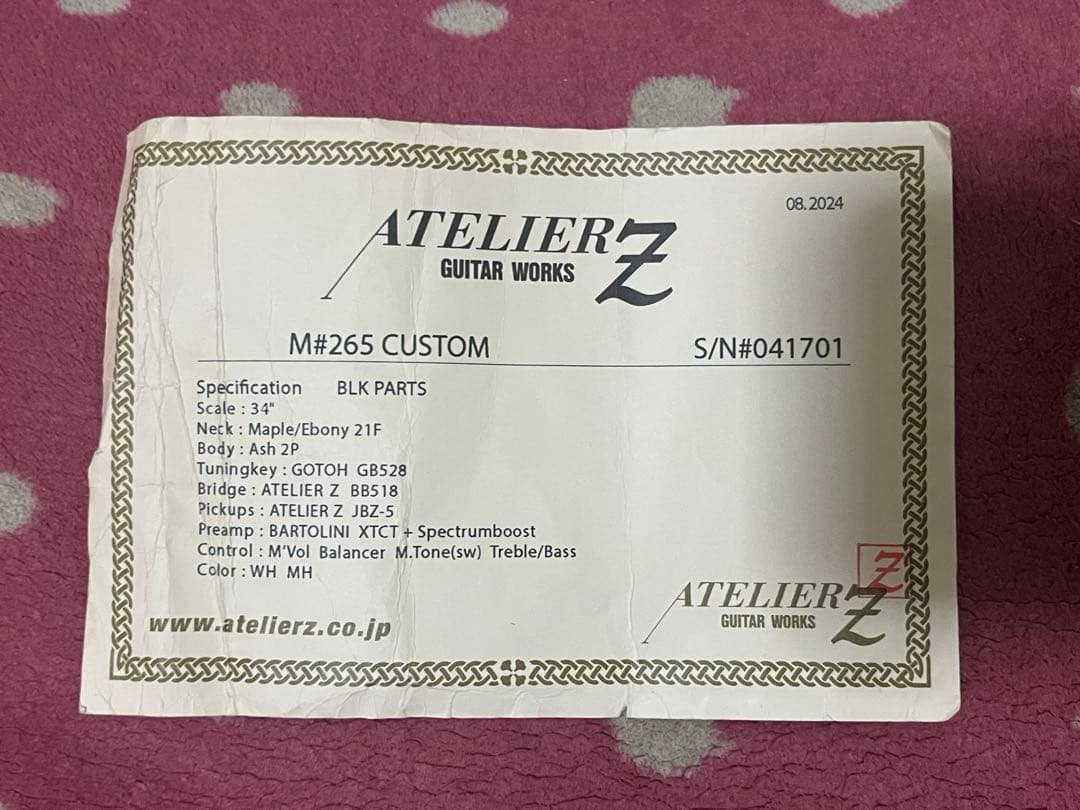 08.2024
ATELIER Z
GUITAR WORKS
M#265 CUSTOM S/N#041701
Specification BLK PARTS
Scale : 34"
Neck : Maple/Ebony 21F
Body : Ash 2P
Tuningkey : GOTOH GB528
Bridge : ATELIER Z BB518
Pickups : ATELIER Z JBZ-5
Preamp : BARTOLINI XTCT + Spectrumboost
Control : M'Vol Balancer M.Tone(sw) Treble/Bass
Color : WH MH
Z
ATELIER Z
GUITAR WORKS
www.atelierz.co.jp